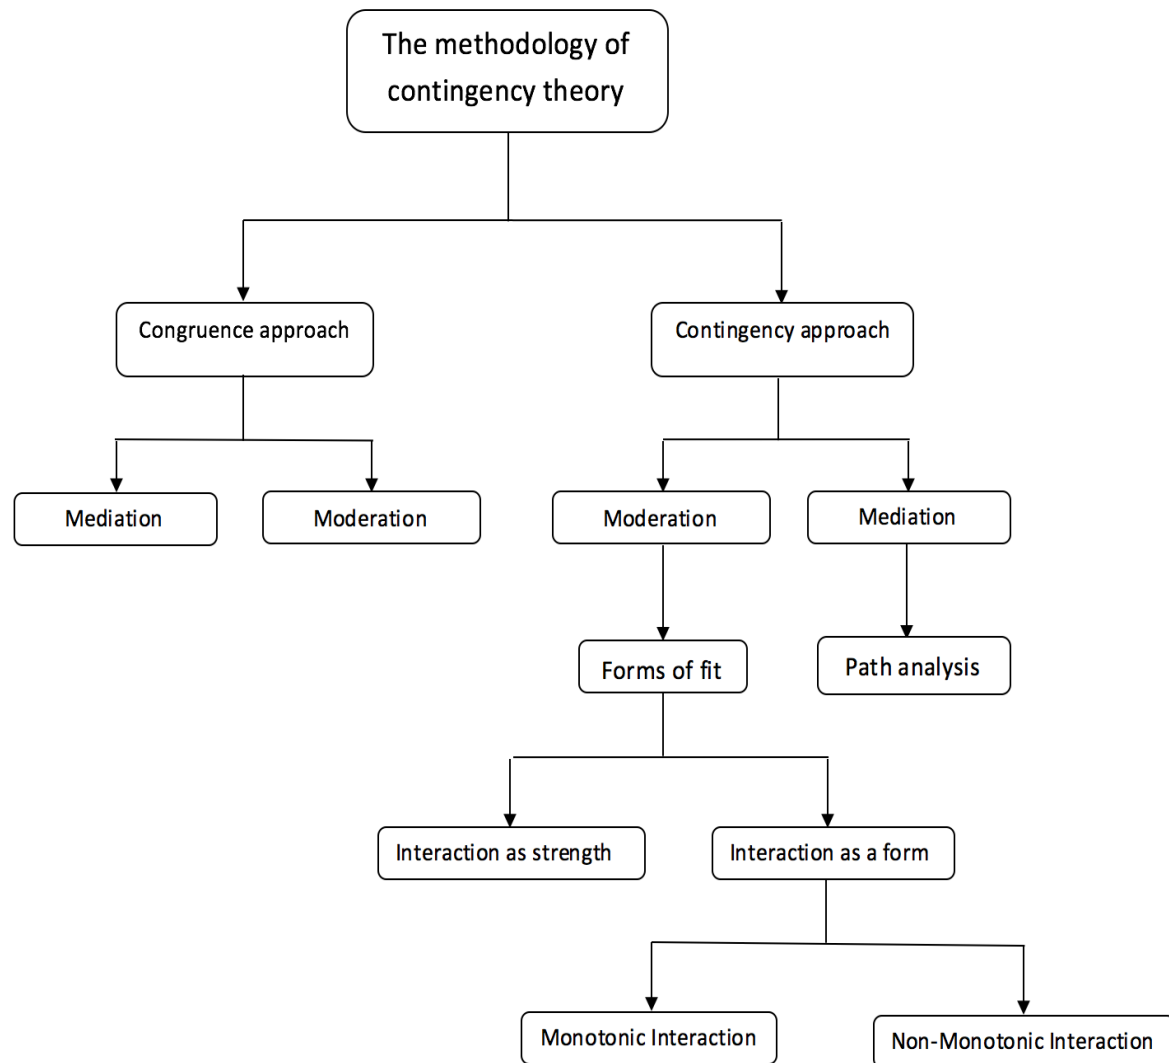 The methodology of
contingency theory
Congruence approach
Contingency approach
Mediation
Moderation
Moderation
Mediation
Forms of fit
Path analysis
Interaction as strength
Interaction as a form
Monotonic Interaction
Non-Monotonic Interaction